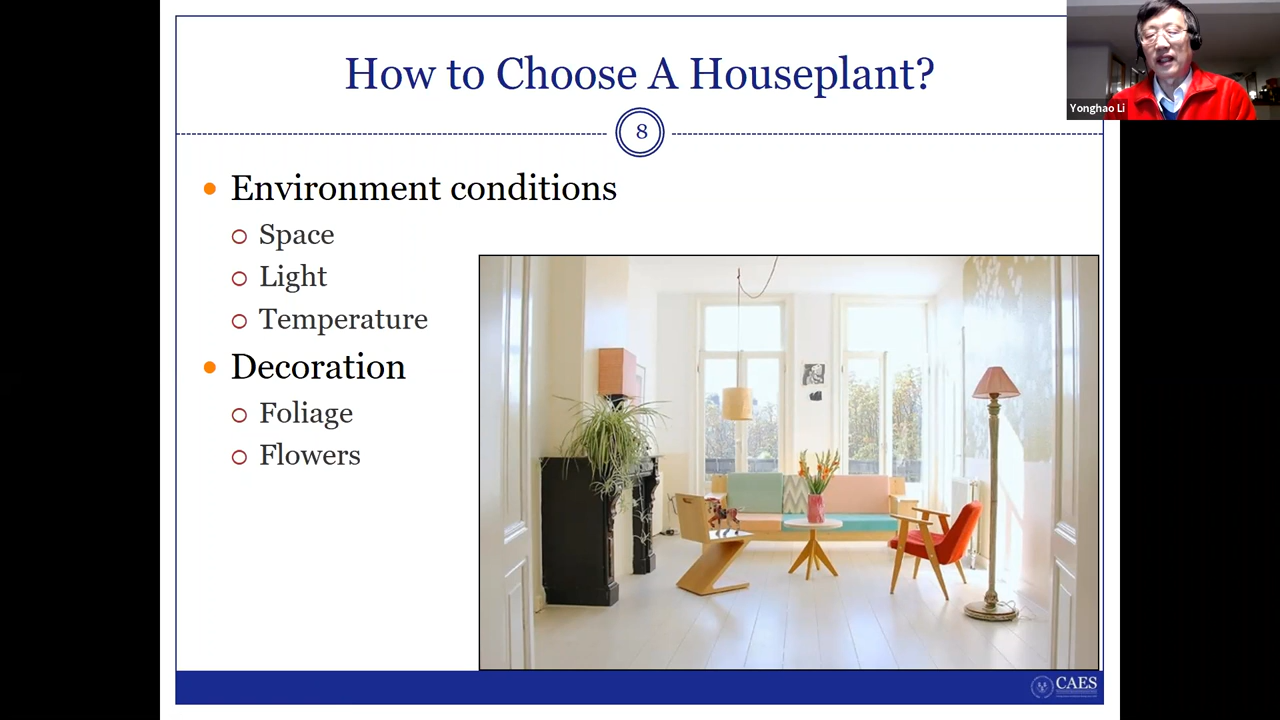 How to Choose A Houseplant?
8
Yonghao Li
Environment conditions
Space
Light
Temperature
Decoration
Foliage
Flowers
CAES